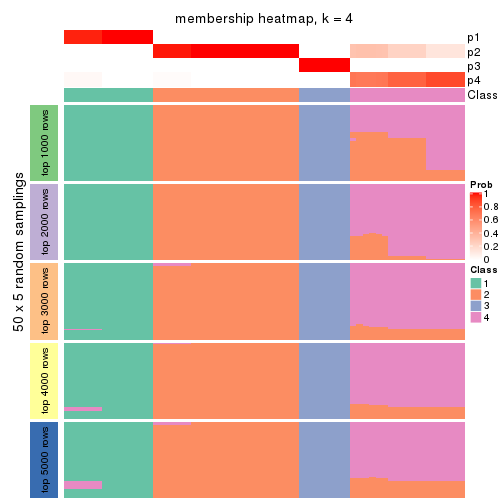 membership heatmap, k = 4
p1
p2
p3
p4
Class
50 x 5 random samplings
top 1000 rows
top 2000 rows
top 3000 rows
top 4000 rows
top 5000 rows
Prob
1
0.8
0.6
0.4
0.2
0
Class
1
2
3
4